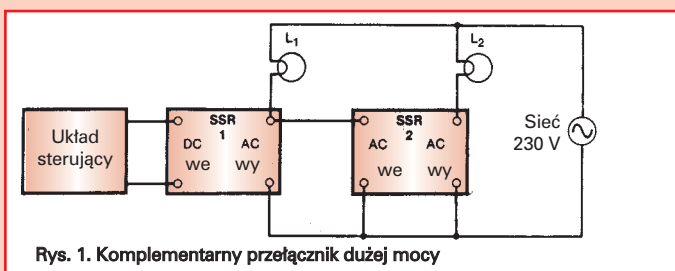 L1
L2
Układ
sterujący
SSR
1
DC
AC
we
wy
SSR
2
AC
AC
we
wy
Sieć
230 V
Rys. 1. Komplementarny przełącznik dużej mocy